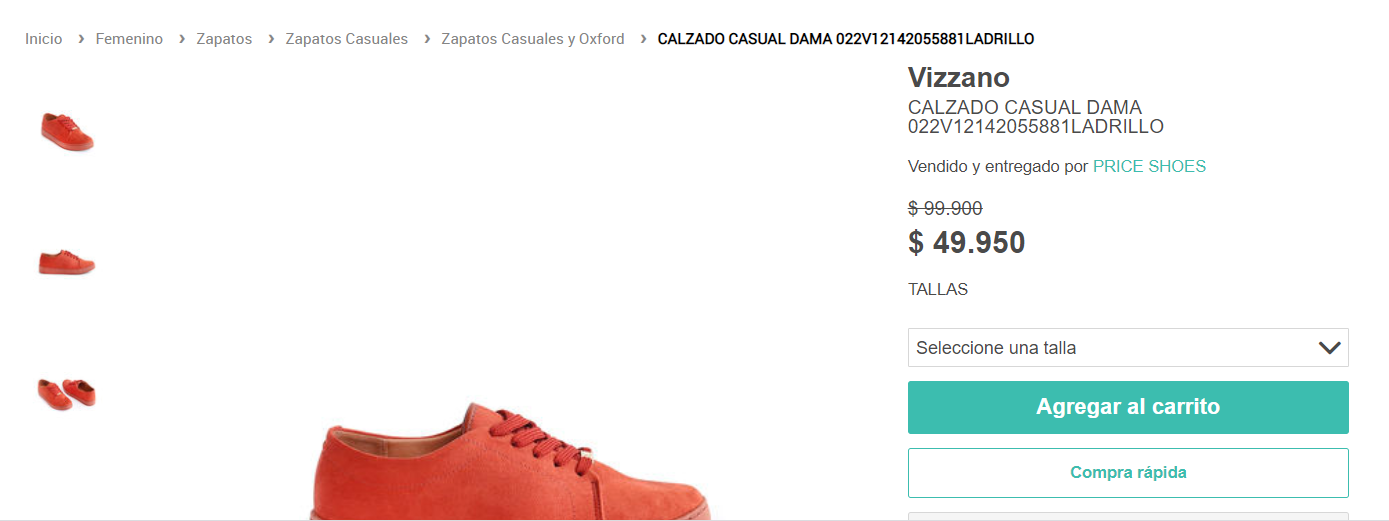 Inicio › Femenino › Zapatos › Zapatos Casuales › Zapatos Casuales y Oxford › CALZADO CASUAL DAMA 022V12142055881LADRILLO
Vizzano
CALZADO CASUAL DAMA
022V12142055881LADRILLO
Vendido y entregado por PRICE SHOES
$ 99.900
$ 49.950
TALLAS
Seleccione una talla
Agregar al carrito
Compra rápida